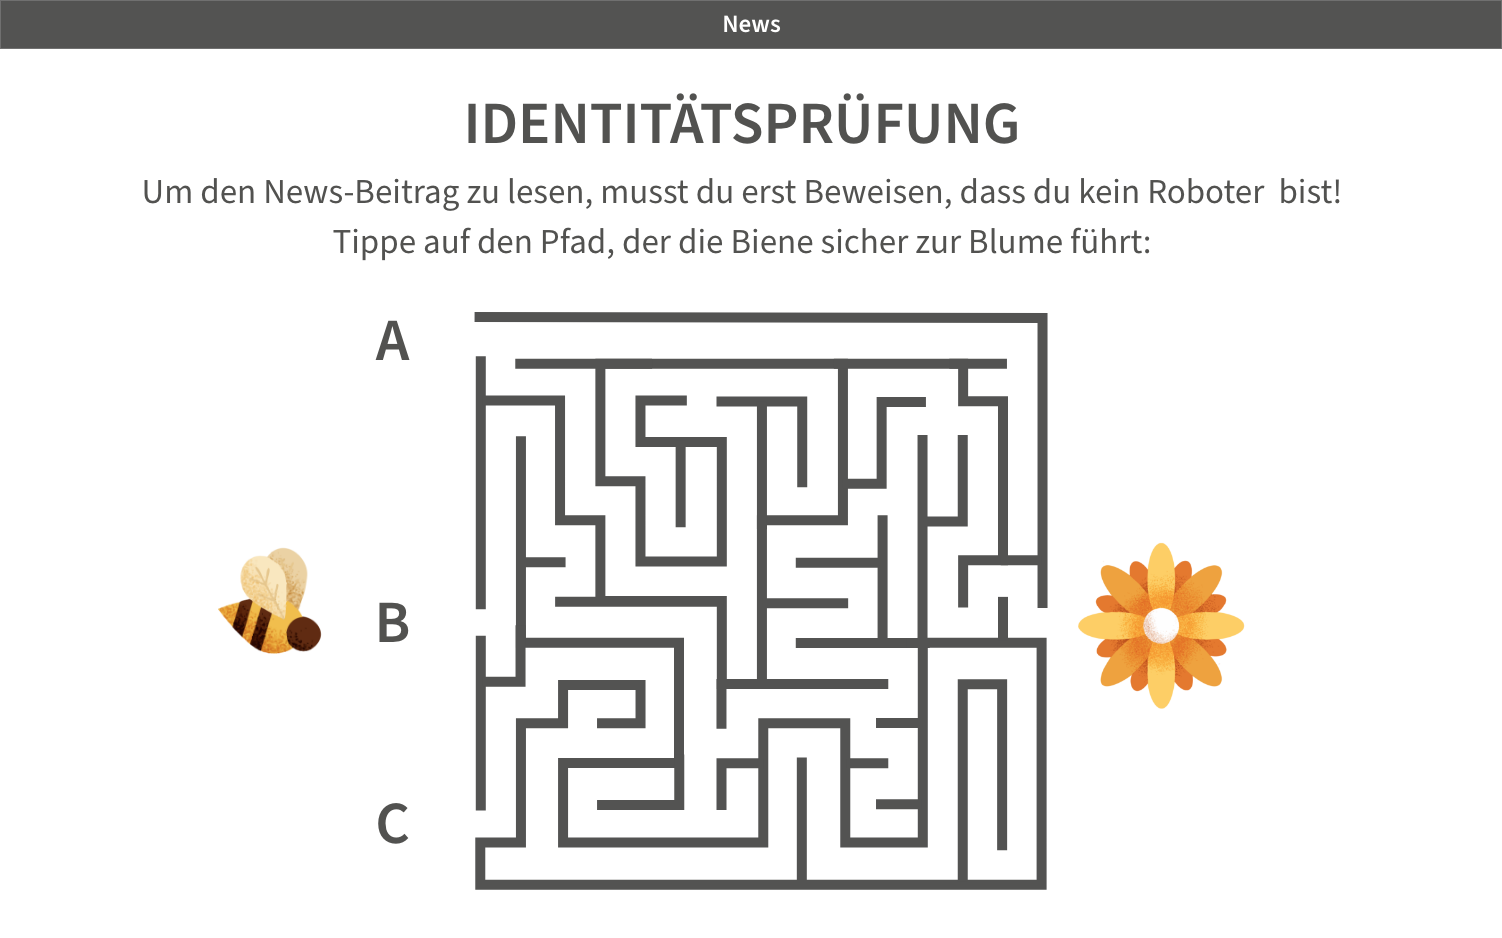 News
IDENTITÄTSPRÜFUNG
Um den News-Beitrag zu lesen, musst du erst Beweisen, dass du kein Roboter  bist!
Tippe auf den Pfad, der die Biene sicher zur Blume führt:
A
B
C